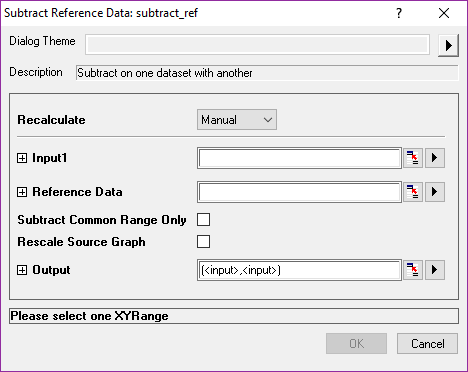 Subtract Reference Data: subtract_ref
Dialog Theme
Description Subtract on one dataset with another
Recalculate Manual
Input1
Reference Data
Subtract Common Range Only
Rescale Source Graph
Output (<input>,<input>)
Please select one XYRange
OK Cancel